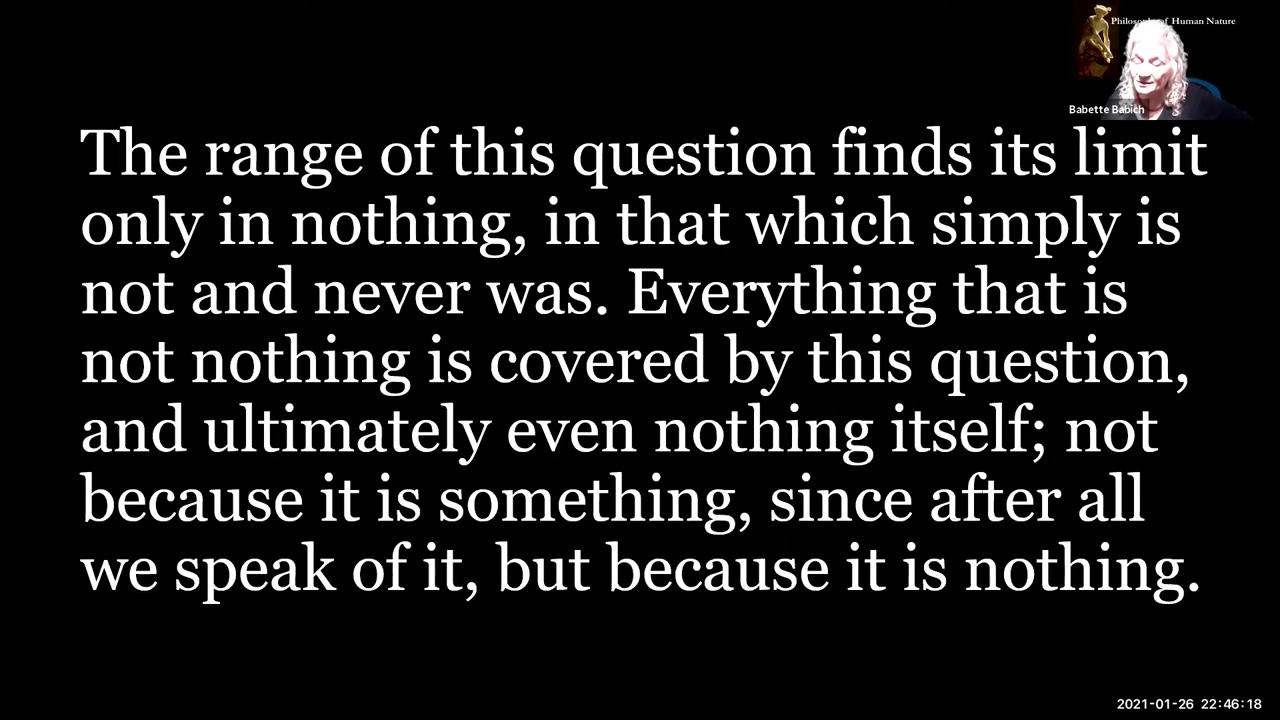 Philosophy of Human Nature
Babette Babich
The range of this question finds its limit
only in nothing, in that which simply is
not and never was. Everything that is
not nothing is covered by this question,
and ultimately even nothing itself; not
because it is something, since after all
we speak of it, but because it is nothing.
2021-01-26 22:46:18